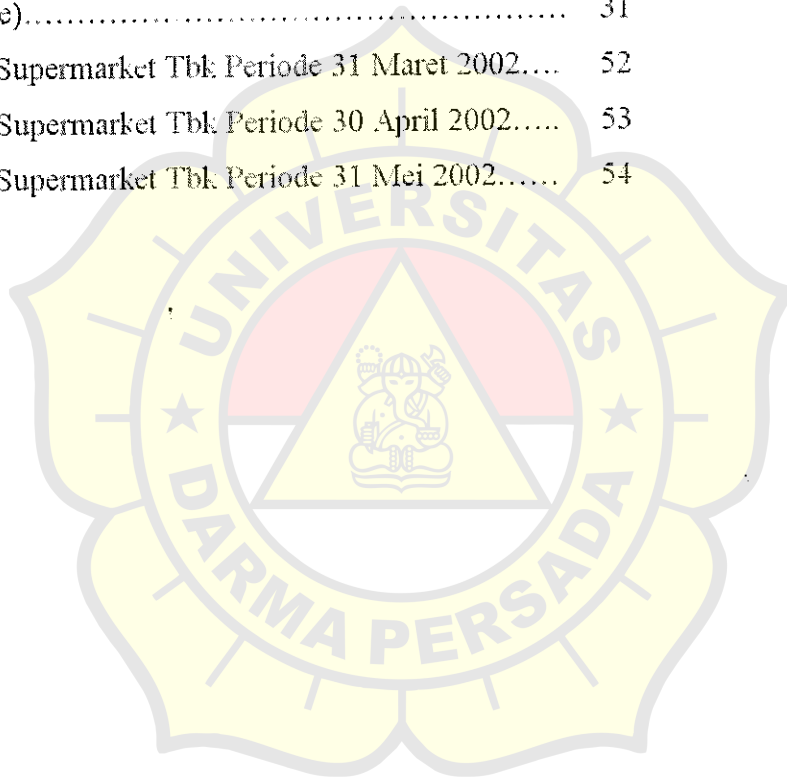 e)................................................ 31
Supermarket Tbk Periode 31 Maret 2002.... 52
Supermarket Tbk Periode 30 April 2002..... 53
Supermarket Tbk Periode 31 Mei 2002...... 54
UNIVERSITAS
DARMA PERSADA